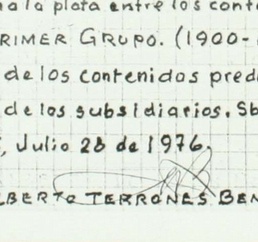 a la plata entre los cont
RIMER GRUPO. (1900-
de los contenidos pred
de los subsidiarios. Sb
, Julio 28 de 1976,
LBERTO TERRONES BEN